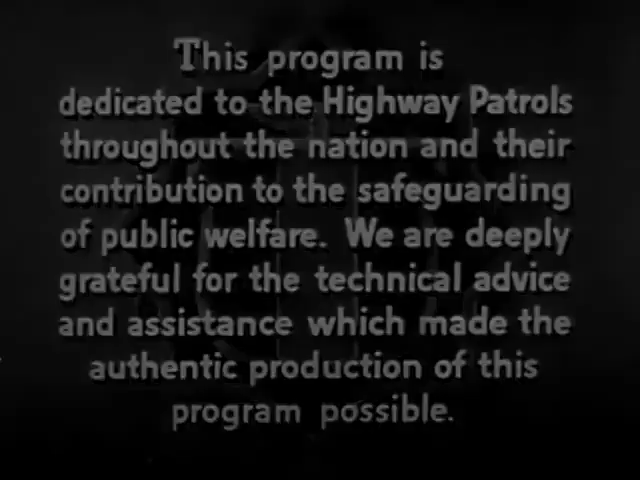 This program is
dedicated to the Highway Patrols
throughout the nation and their
contribution to the safeguarding
of public welfare. We are deeply
grateful for the technical advice
and assistance which made the
authentic production of this
program possible.